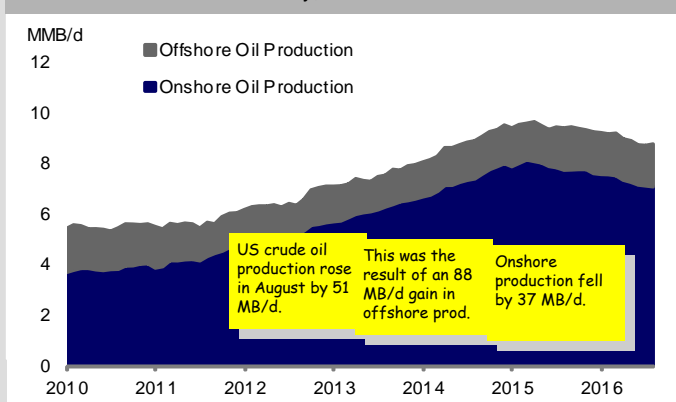 MMB/d
Offshore Oil Production
Onshore Oil Production
12
10
8
6
4
2
0
US crude oil
production rose
in August by 51
MB/d.
This was the
result of an 88
MB/d gain in
offshore prod.
Onshore
production fell
by 37 MB/d.
2010 2011 2012 2013 2014 2015 2016